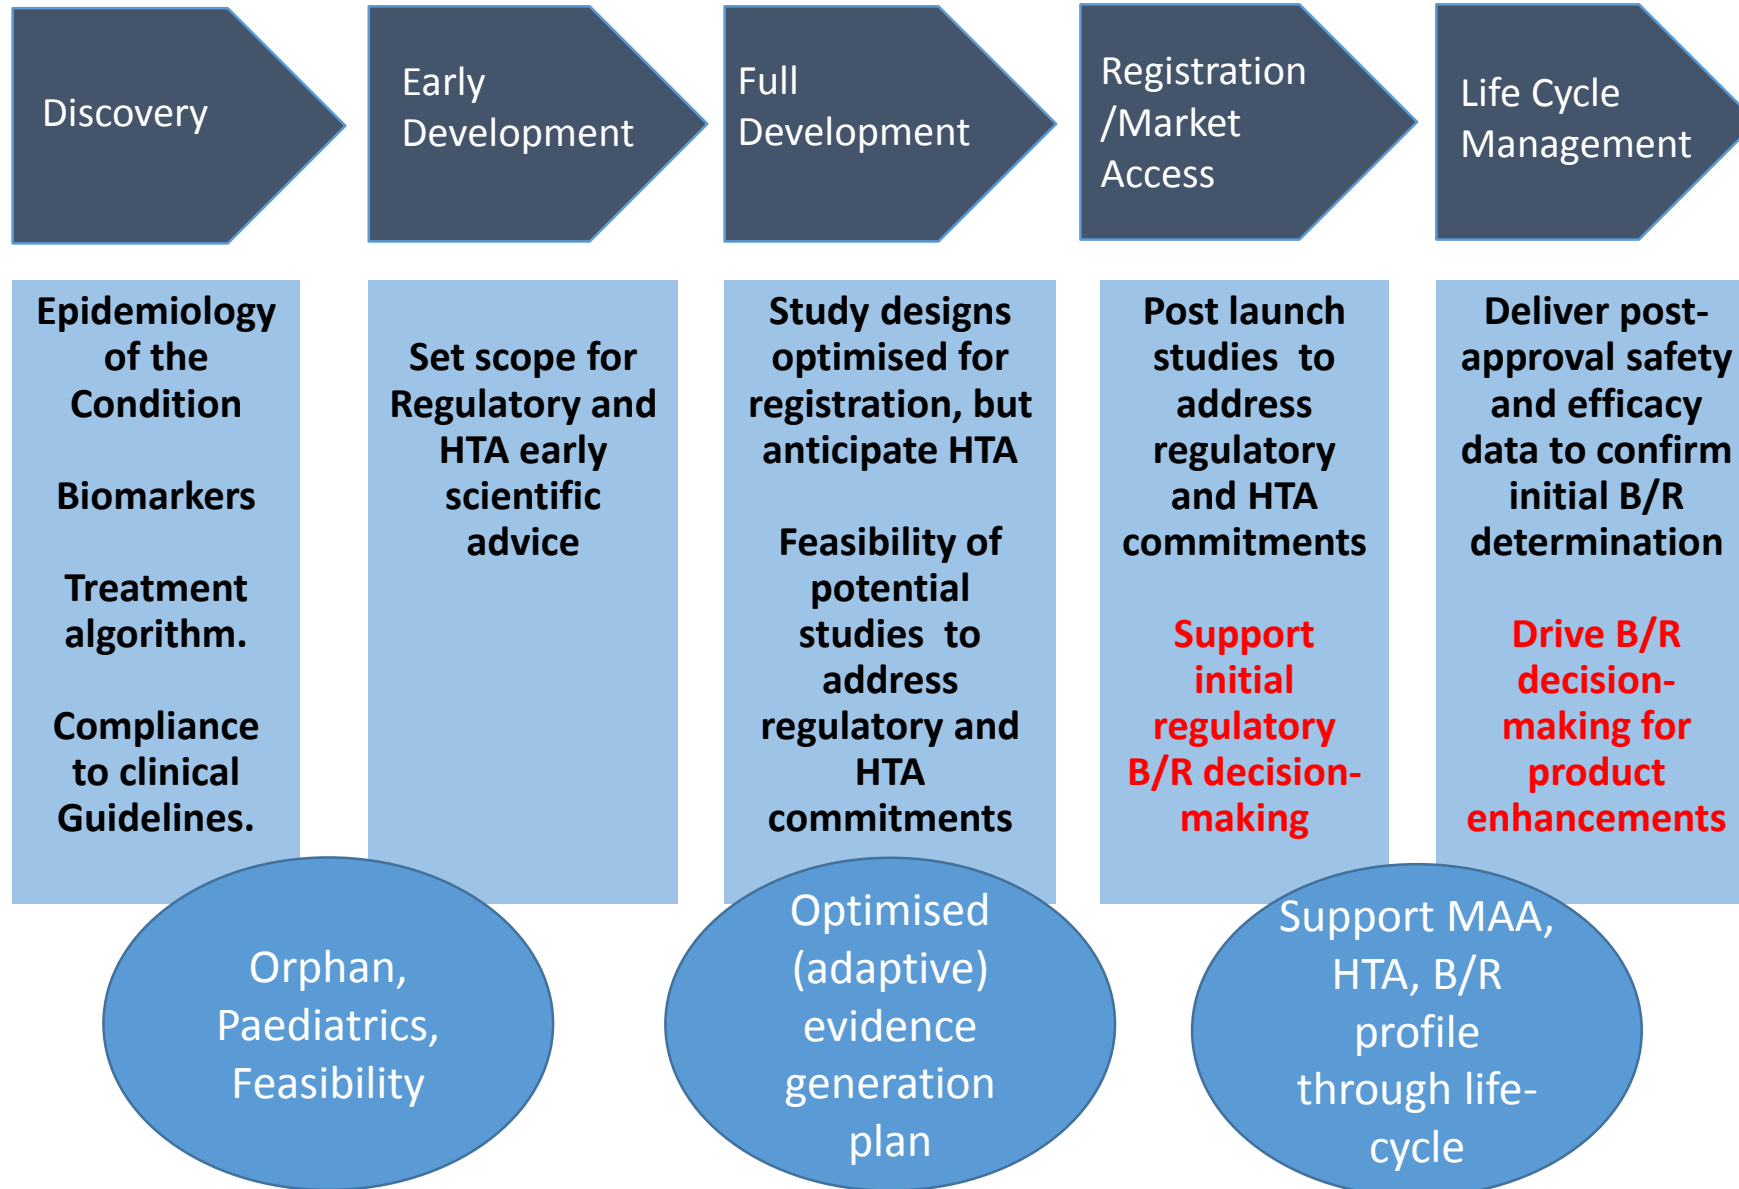 Discovery
Early
Development
Full
Development
Registration
/Market
Access
Life Cycle
Management
Epidemiology
of the
Condition
Biomarkers
Treatment
algorithm.
Compliance
to clinical
Guidelines.
Set scope for
Regulatory and
HTA early
scientific
advice
Study designs
optimised for
registration, but
anticipate HTA
Feasibility of
potential
studies to
address
regulatory and
HTA
commitments
Post launch
studies to
address
regulatory
and HTA
commitments
Support
initial
regulatory
B/R decision-
making
Deliver post-
approval safety
and efficacy
data to confirm
initial B/R
determination
Drive B/R
decision-
making for
product
enhancements
Orphan,
Paediatrics,
Feasibility
Optimised
(adaptive)
evidence
generation
plan
Support MAA,
HTA, B/R
profile
through life-
cycle